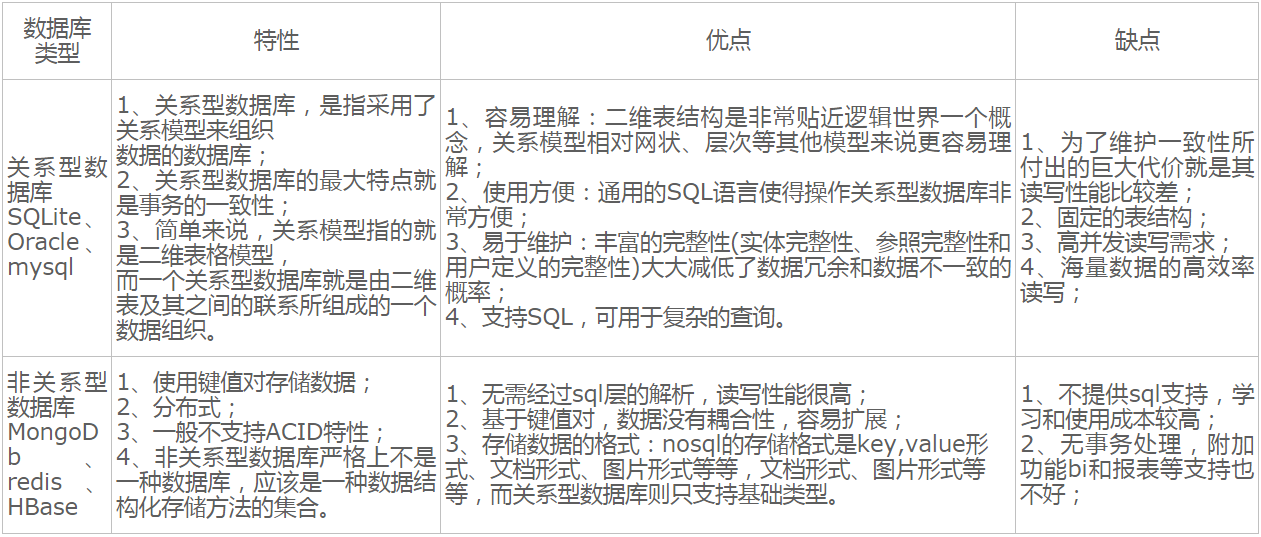 数据库
类型
特性
优点
缺点
关系型数
据库
SQLite、
Oracle、
mysql
1、关系型数据库，是指采用了
关系模型来组织
数据的数据库；
2、关系型数据库的最大特点就
是事务的一致性；
3、简单来说，关系模型指的就
是二维表格模型，
而一个关系型数据库就是由二维
表及其之间的联系所组成的一个
数据组织。
1、容易理解：二维表结构是非常贴近逻辑世界一个概
念，关系模型相对网状、层次等其他模型来说更容易理
解；
2、使用方便：通用的SQL语言使得操作关系型数据库非
常方便；
3、易于维护：丰富的完整性(实体完整性、参照完整性和
用户定义的完整性)大大减低了数据冗余和数据不一致的
概率；
4、支持SQL，可用于复杂的查询。
1、为了维护一致性所
付出的巨大代价就是其
读写性能比较差；
2、固定的表结构；
3、高并发读写需求；
4、海量数据的高效率
读写；
非关系型
数据库
MongoD
b、
redis、
HBase
1、使用键值对存储数据；
2、分布式；
3、一般不支持ACID特性；
4、非关系型数据库严格上不是
一种数据库，应该是一种数据结
构化存储方法的集合。
1、无需经过sql层的解析，读写性能很高；
2、基于键值对，数据没有耦合性，容易扩展；
3、存储数据的格式：nosql的存储格式是key,value形
式、文档形式、图片形式等等，文档形式、图片形式等
等，而关系型数据库则只支持基础类型。
1、不提供sql支持，学
习和使用成本较高；
2、无事务处理，附加
功能bi和报表等支持也
不好；